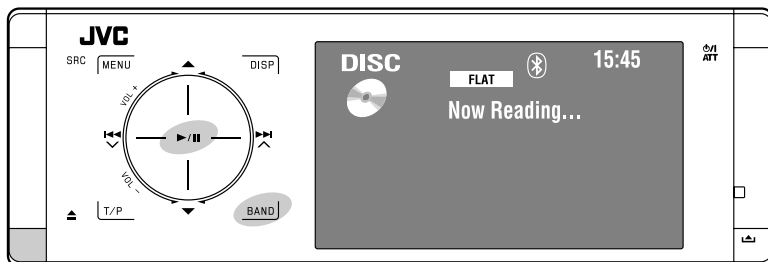 JVC
SRC MENU DISP
VOL +
VOL –
T/P BAND
DISC 15:45
FLAT
Now Reading...
/I
ATT